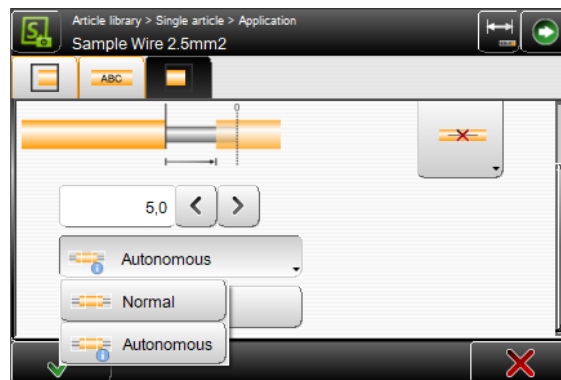 Article library > Single article > Application
Sample Wire 2.5mm2
ABC
0
5,0
Autonomous
Normal
Autonomous